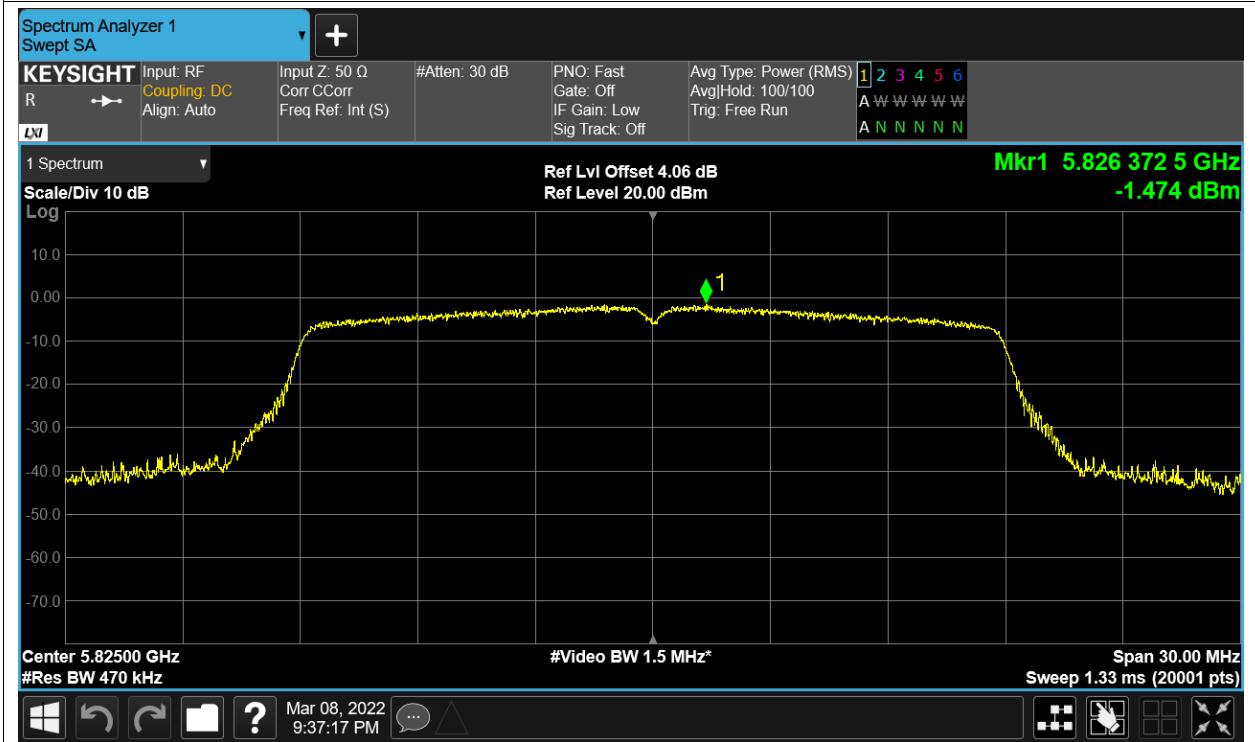 Spectrum Analyzer 1
Swept SA
KEYSIGHT
R
LXI
Input: RF
Coupling: DC
Align: Auto
Input Z: 50 Ω
Corr CCorr
Freq Ref: Int (S)
#Atten: 30 dB
PNO: Fast
Gate: Off
IF Gain: Low
Sig Track: Off
Avg Type: Power (RMS)
Avg|Hold: 100/100
Trig: Free Run
1 2 3 4 5 6
A W W W W W
A N N N N N
1 Spectrum
Scale/Div 10 dB
Log
Ref Lvl Offset 4.06 dB
Ref Level 20.00 dBm
Mkr1 5.826 372 5 GHz
-1.474 dBm
1
10.0
0.00
-10.0
-20.0
-30.0
-40.0
-50.0
-60.0
-70.0
Center 5.82500 GHz
#Res BW 470 kHz
#Video BW 1.5 MHz*
Span 30.00 MHz
Sweep 1.33 ms (20001 pts)
?
Mar 08, 2022
9:37:17 PM